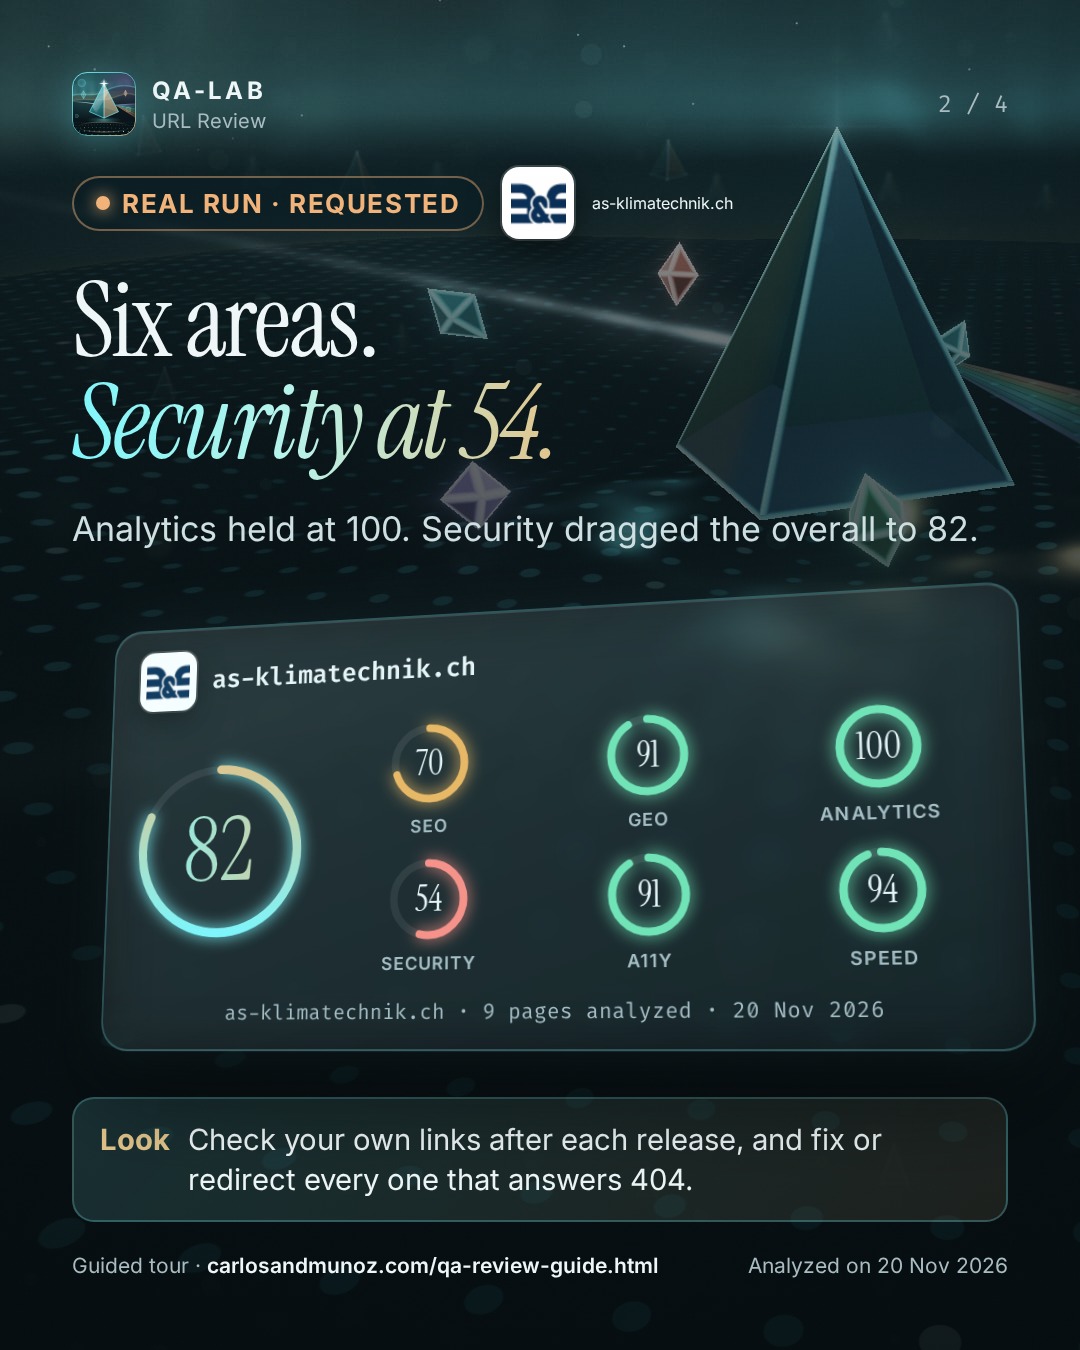 QA-LAB
URL Review
2 / 4
REAL RUN · REQUESTED
as-klimatechnik.ch
Six areas.
Security at 54.
Analytics held at 100. Security dragged the overall to 82.
as-klimatechnik.ch
82
70
SEO
91
GEO
100
ANALYTICS
54
SECURITY
91
A11Y
94
SPEED
as-klimatechnik.ch · 9 pages analyzed · 20 Nov 2026
Look Check your own links after each release, and fix or
redirect every one that answers 404.
Guided tour · carlosandmunoz.com/qa-review-guide.html
Analyzed on 20 Nov 2026